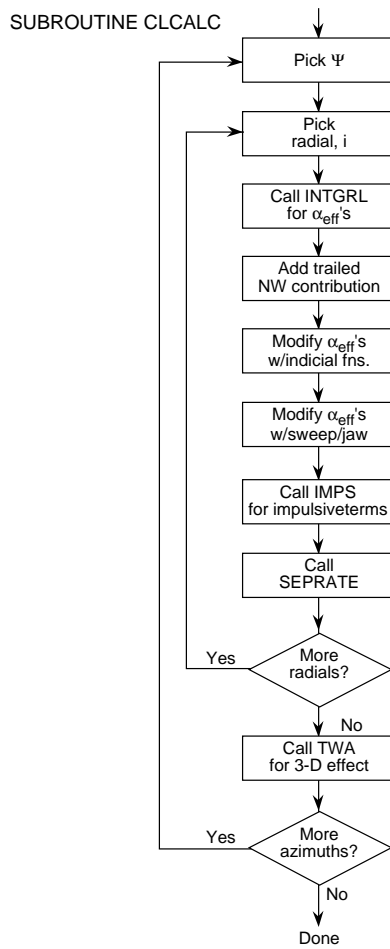 SUBROUTINE CLCALC
Pick Ψ
Pick
radial, i
Call INTGRL
for αeff's
Add trailed
NW contribution
Modify αeff's
w/indicial fns.
Modify αeff's
w/sweep/jaw
Call IMPS
for impulsiveterms
Call
SEPRATE
Yes
More
radials?
No
Call TWA
for 3-D effect
Yes
More
azimuths?
No
Done